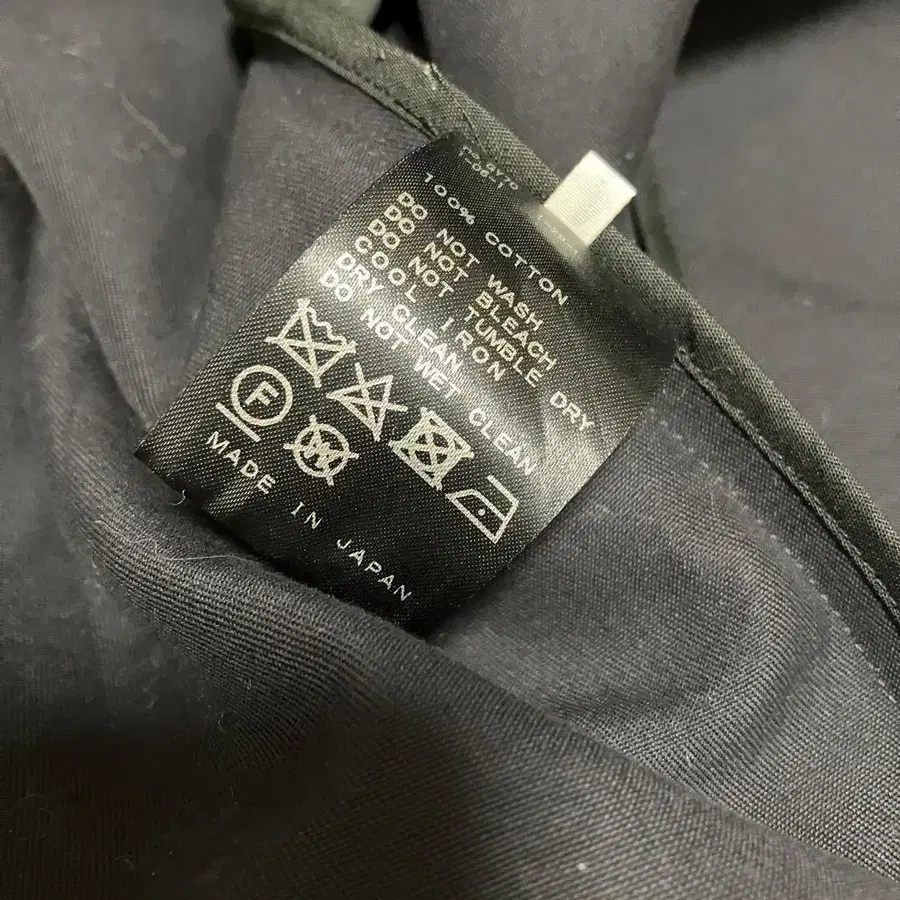 100% COTTON
DO NOT WASH
DO NOT BLEACH
DO NOT TUMBLE DRY
COOL IRON
DRY CLEAN
DO NOT WET CLEAN
F
W
MADE IN JAPAN